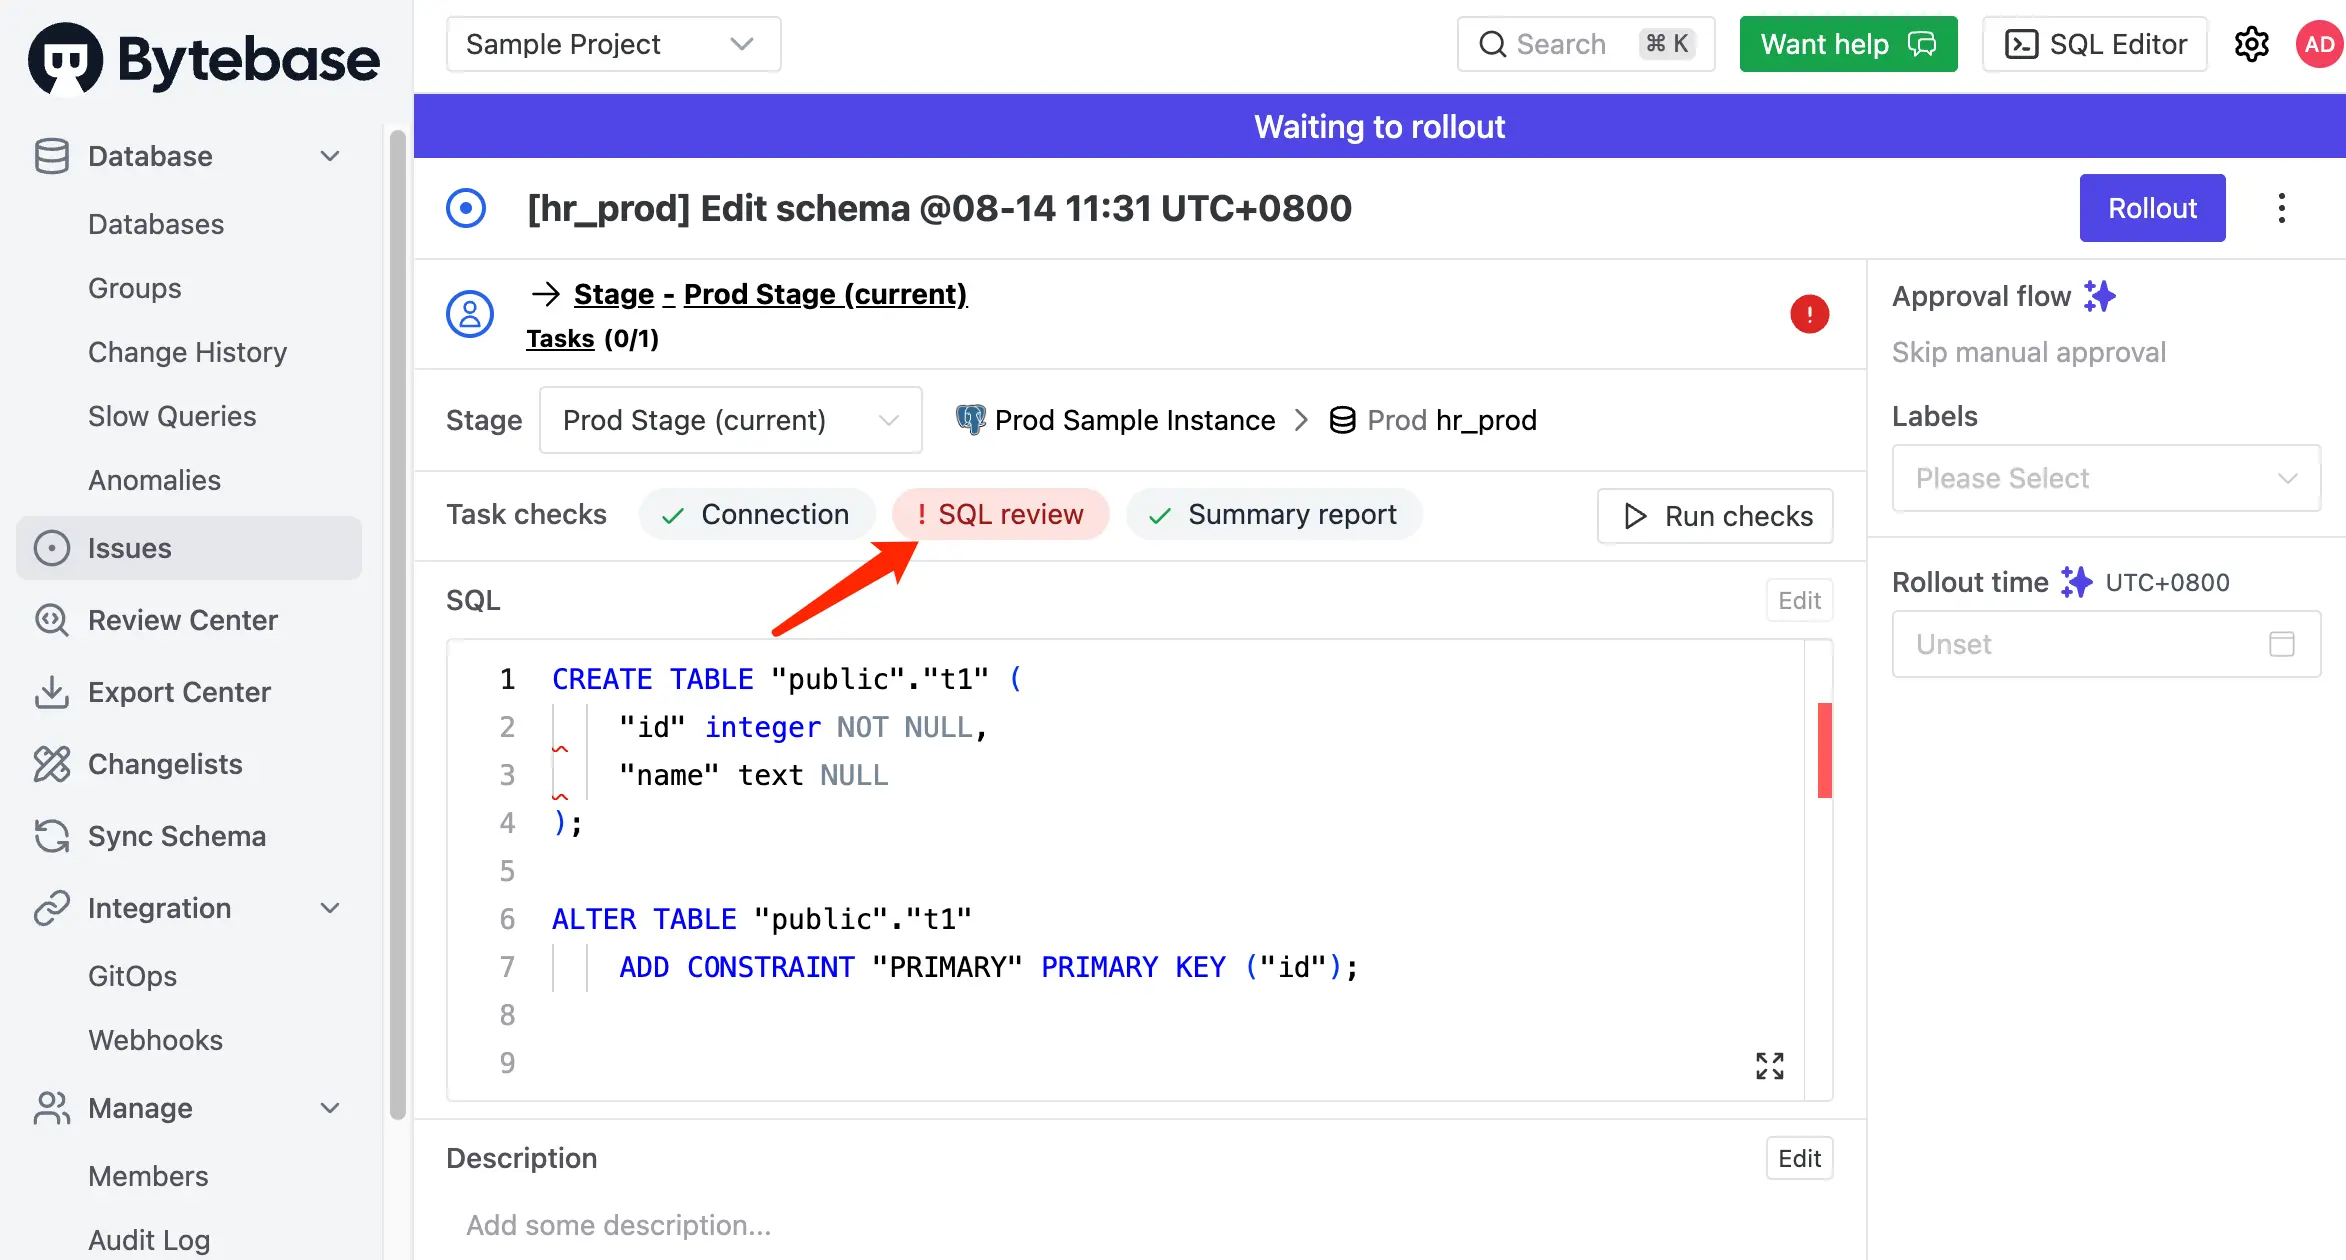 Bytebase
Sample Project
Search ⌘ K
Want help
SQL Editor
AD
Database
Databases
Groups
Change History
Slow Queries
Anomalies
Issues
Review Center
Export Center
Changelists
Sync Schema
Integration
GitOps
Webhooks
Manage
Members
Audit Log
Waiting to rollout
[hr_prod] Edit schema @08-14 11:31 UTC+0800
Rollout
→ Stage - Prod Stage (current)
Tasks (0/1)
!
Stage Prod Stage (current) Prod Sample Instance > Prod hr_prod
Task checks Connection ! SQL review Summary report Run checks
SQL
Edit
1 CREATE TABLE "public"."t1" (
2 "id" integer NOT NULL,
3 "name" text NULL
4 );
5
6 ALTER TABLE "public"."t1"
7 ADD CONSTRAINT "PRIMARY" PRIMARY KEY ("id");
8
9
Description
Edit
Add some description...
Approval flow
Skip manual approval
Labels
Please Select
Rollout time UTC+0800
Unset